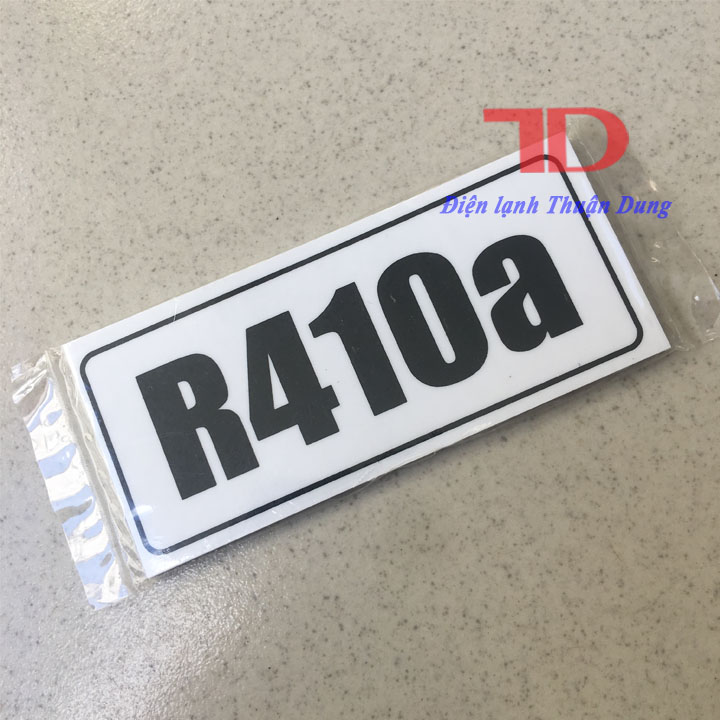 TD
Điện lạnh Thuận Dung
R410a